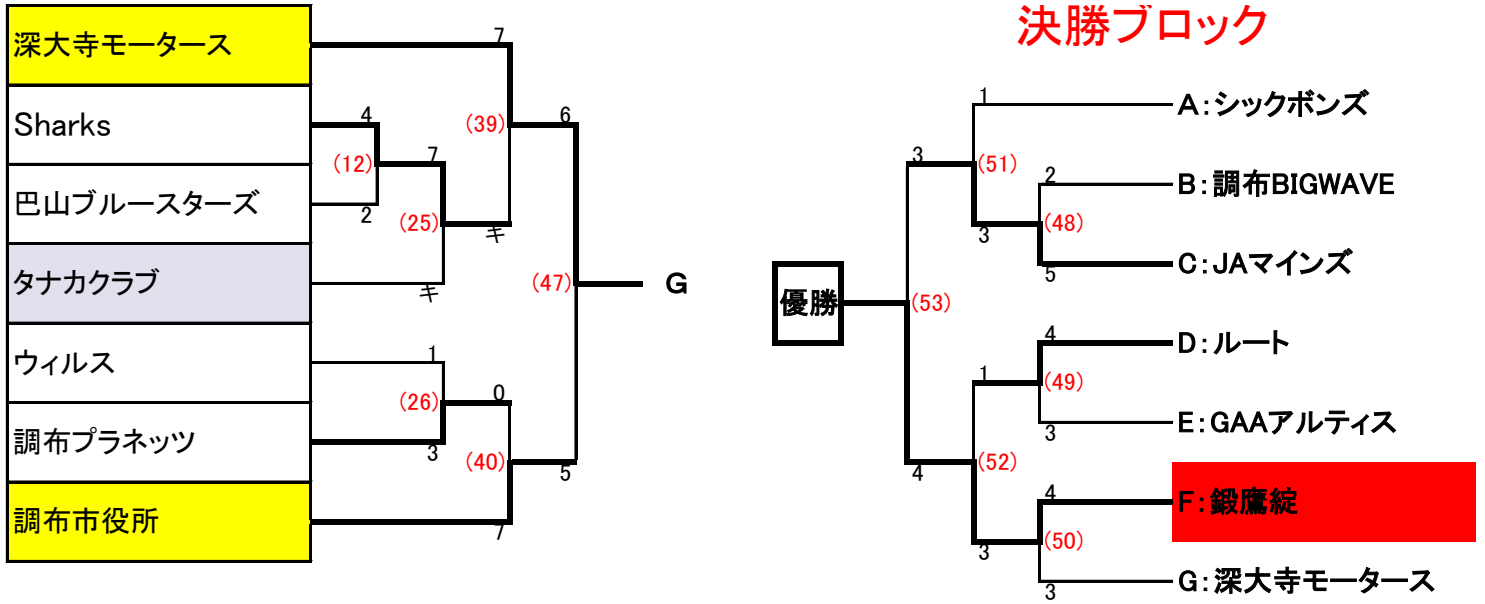 深大寺モータース
Sharks
巴山ブルースターズ
タナカクラブ
ウィルス
調布プラネッツ
調布市役所
7
4
(12)
2
7
(25)
キ
(39)
キ
6
(47)
G
1
(26)
3
0
(40)
7
5
決勝ブロック
優勝
(53)
3
4
1
(51)
3
2
(48)
5
1
(52)
3
4
(49)
3
4
(50)
3
A:シックボンズ
B:調布BIGWAVE
C:JAマインズ
D:ルート
E:GAAアルティス
F:鍛鷹綻
G:深大寺モータース